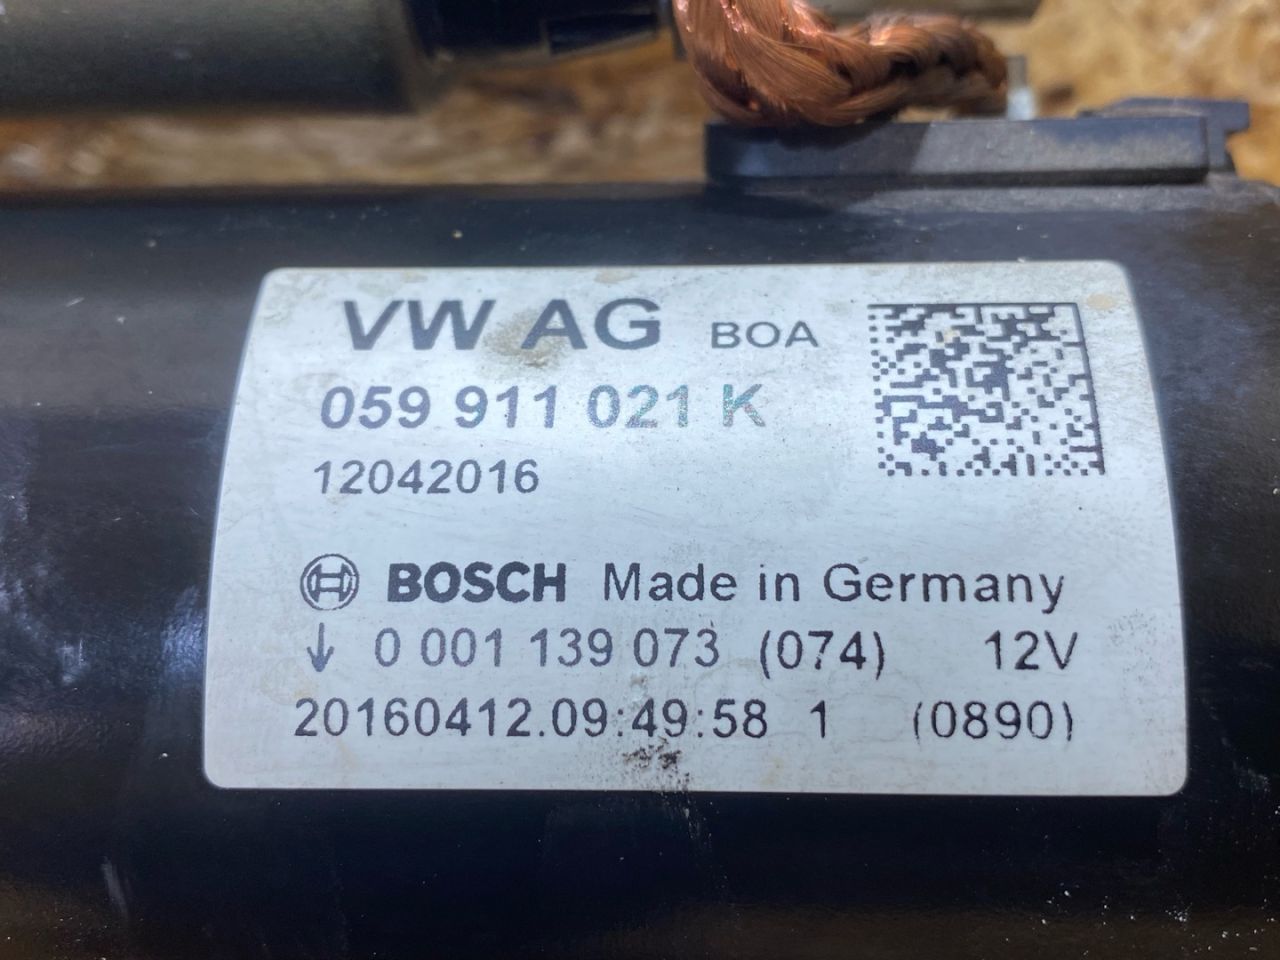 VW AG BOA
059 911 021 K
12042016
BOSCH Made in Germany
↓ 0 001 139 073 (074) 12V
20160412.09:49:58 1 (0890)